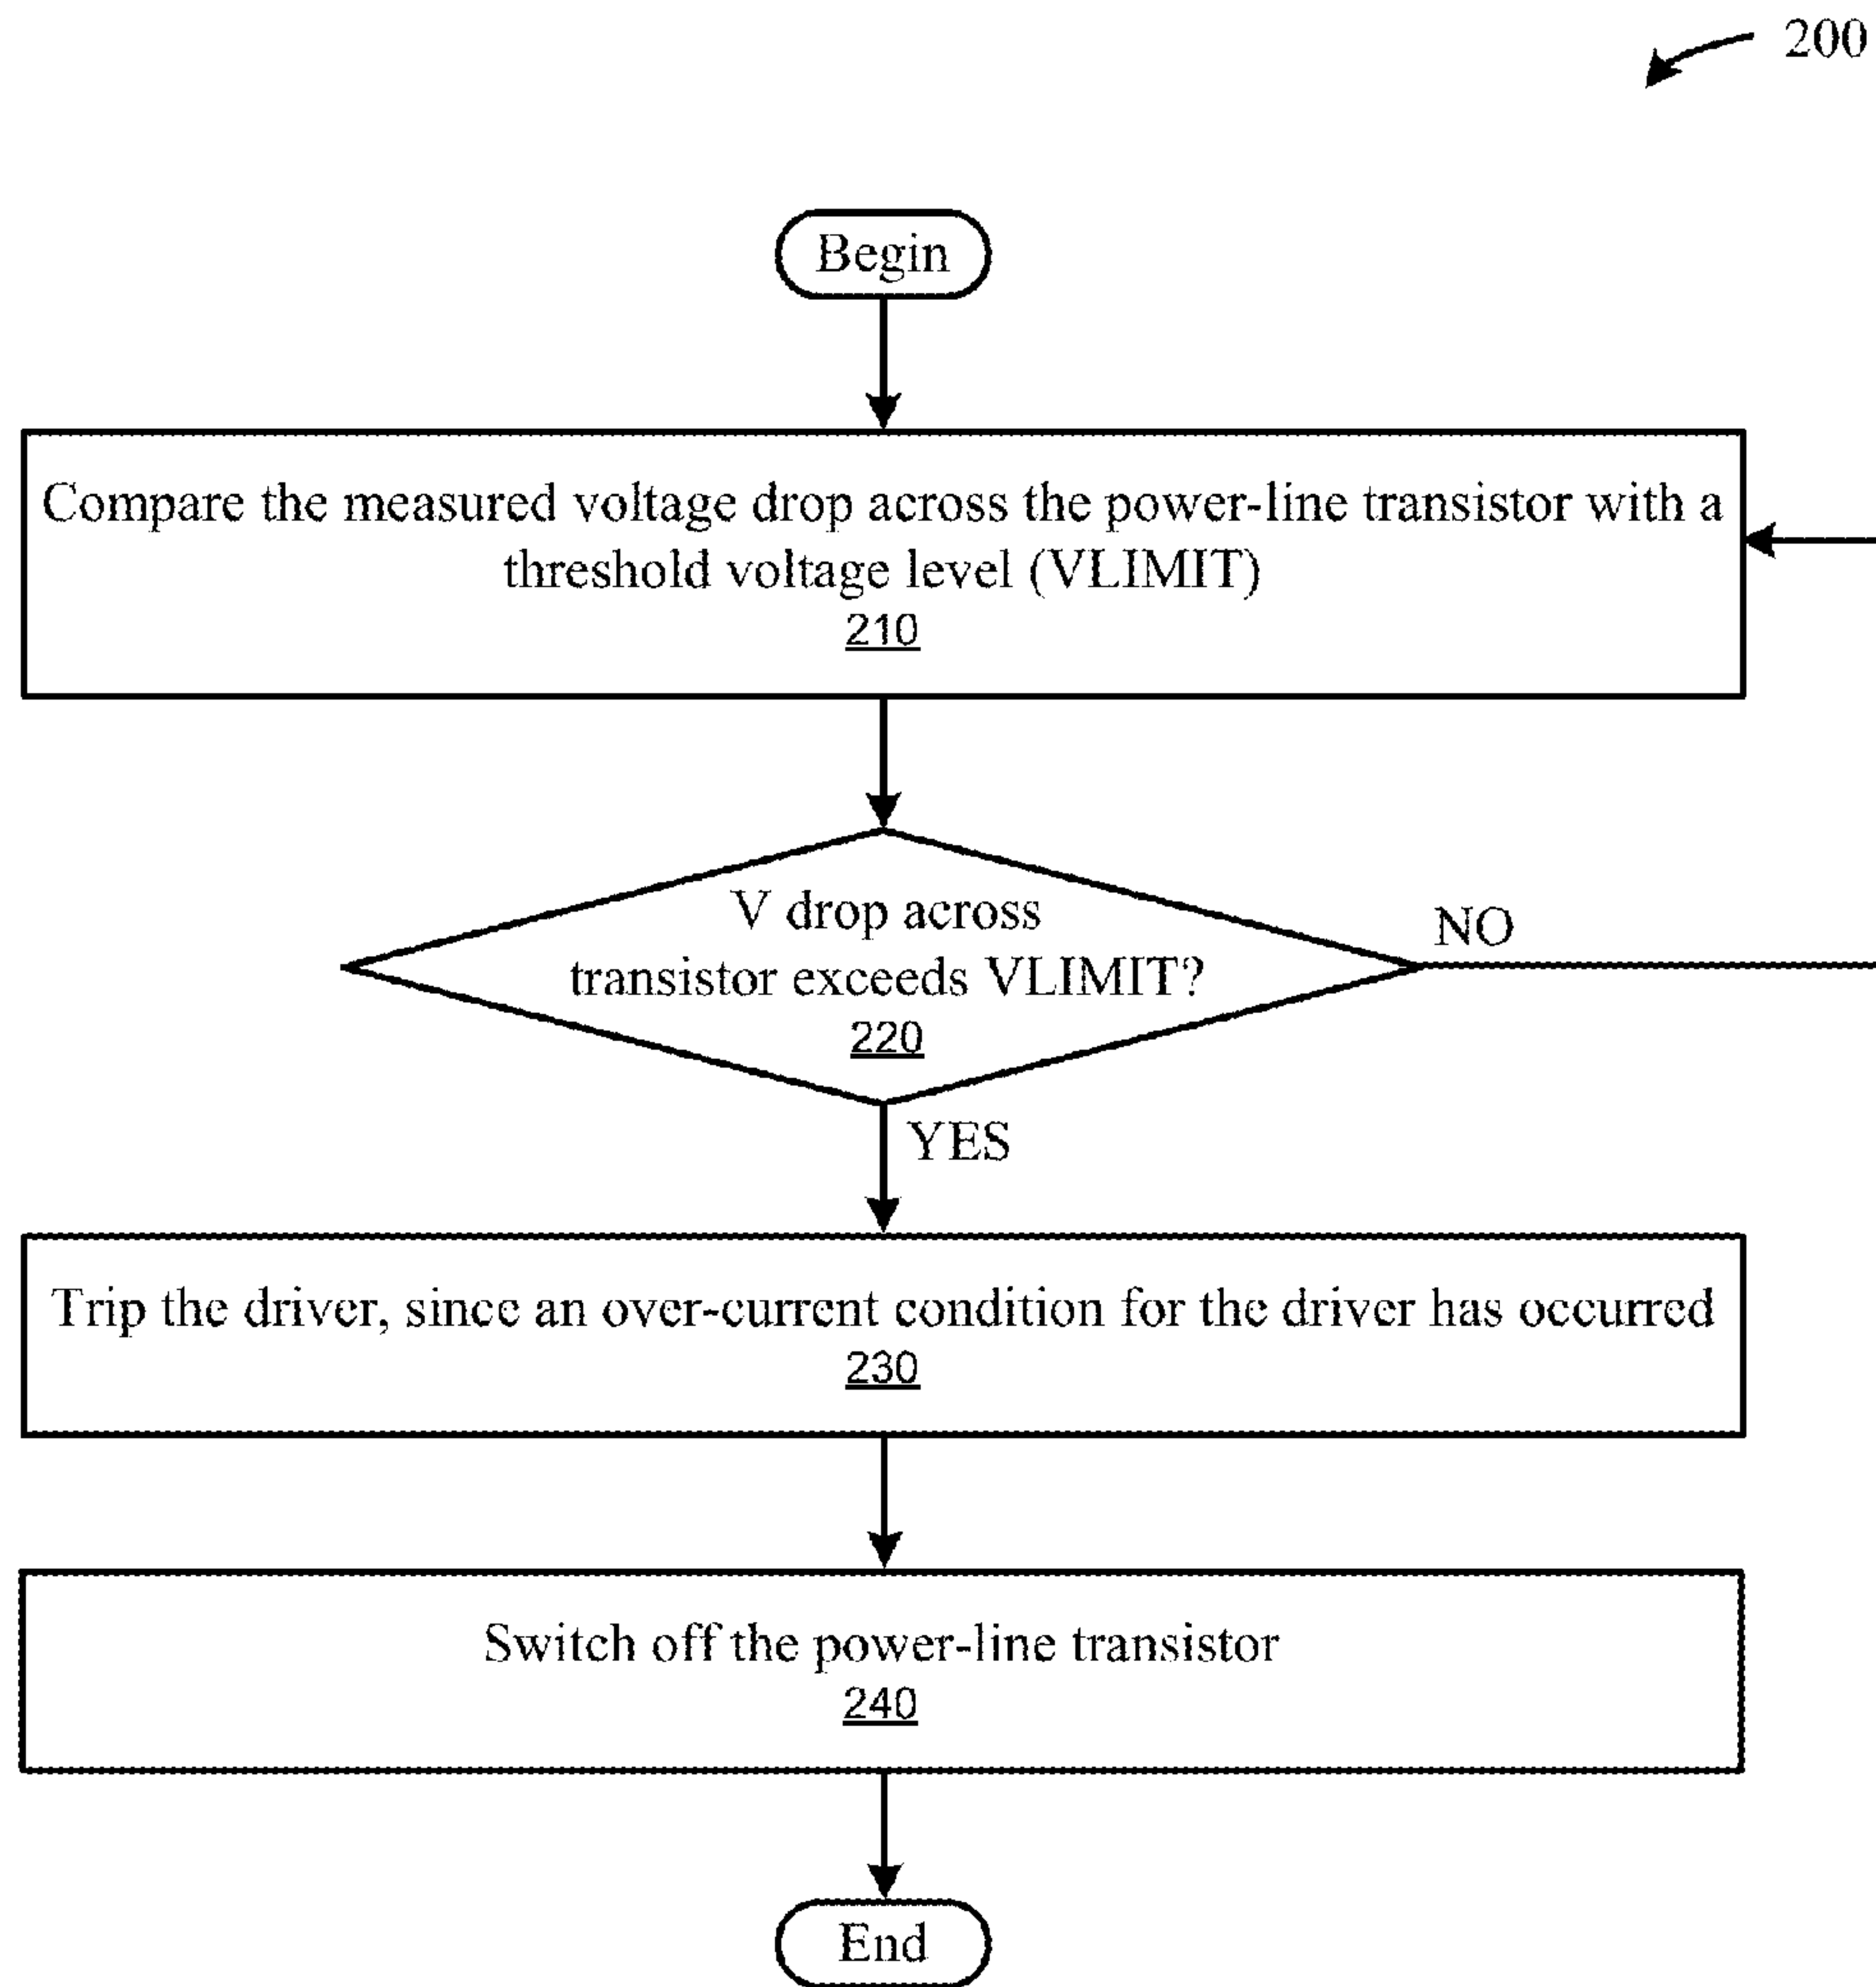 200
Begin
Compare the measured voltage drop across the power-line transistor with a
threshold voltage level (VLIMIT)
210
V drop across
transistor exceeds VLIMIT?
220
NO
YES
Trip the driver, since an over-current condition for the driver has occurred
230
Switch off the power-line transistor
240
End